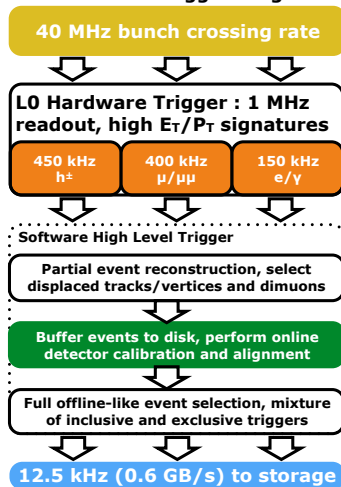 40 MHz bunch crossing rate
L0 Hardware Trigger : 1 MHz
readout, high ET/PT signatures
450 kHz
h±
400 kHz
μ/μμ
150 kHz
e/γ
Software High Level Trigger
Partial event reconstruction, select
displaced tracks/vertices and dimuons
Buffer events to disk, perform online
detector calibration and alignment
Full offline-like event selection, mixture
of inclusive and exclusive triggers
12.5 kHz (0.6 GB/s) to storage